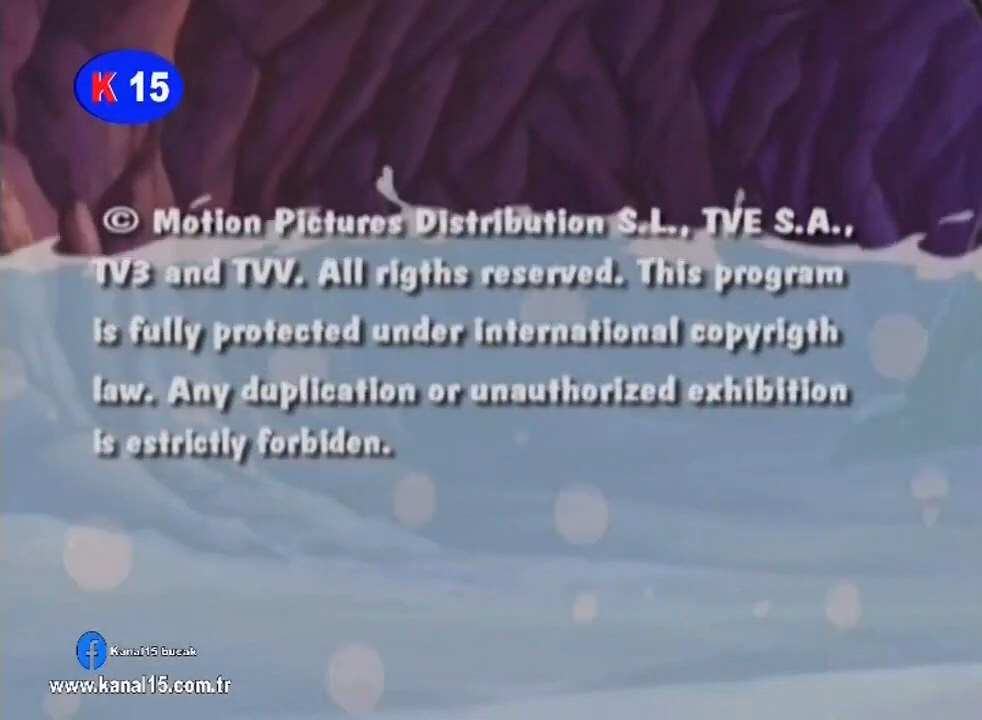 K 15
© Motion Pictures Distribution S.L., TVE S.A.,
TV3 and TVV. All rigths reserved. This program
is fully protected under international copyrigth
law. Any duplication or unauthorized exhibition
is estrictly forbiden.
f Kanal15 bucak
www.kanal15.com.tr